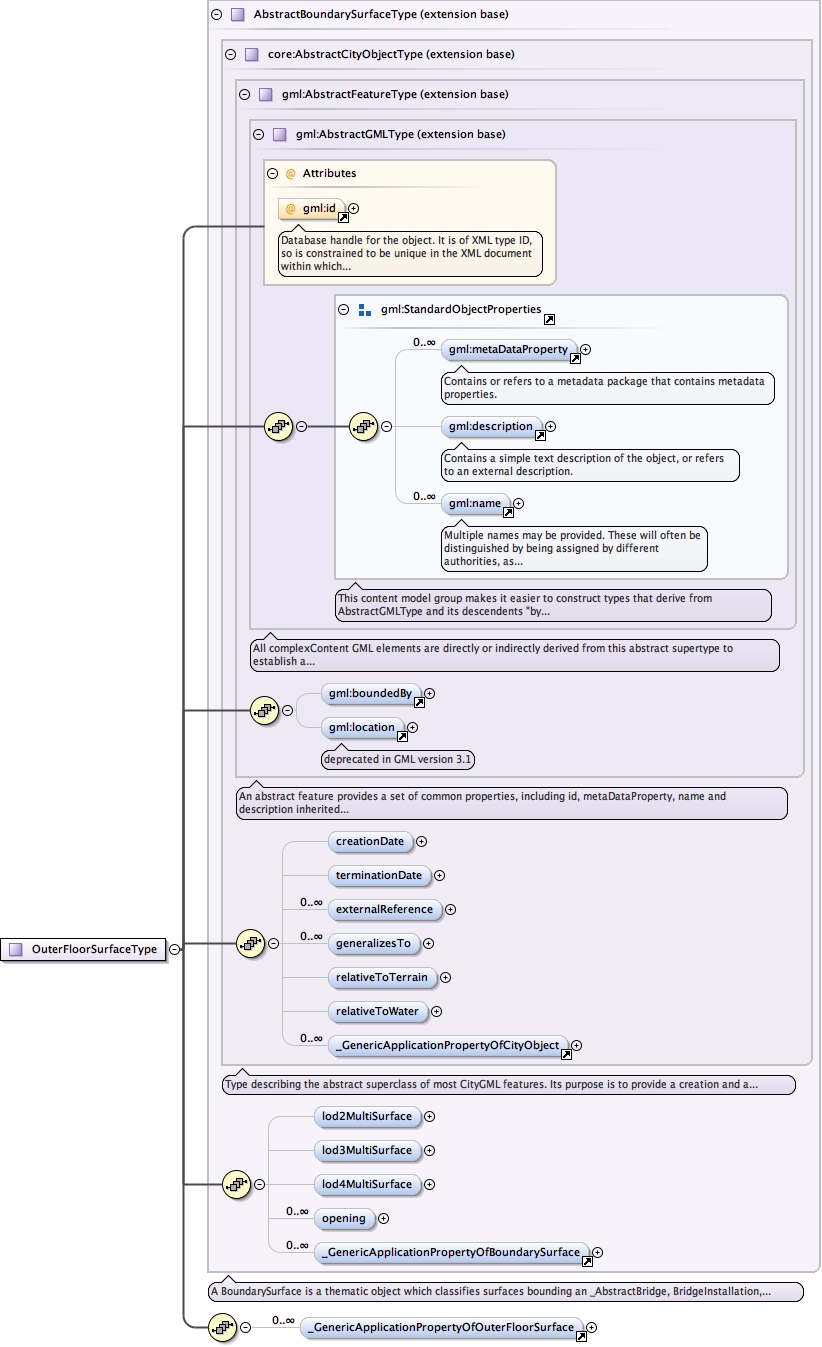 AbstractBoundarySurfaceType (extension base)
core:AbstractCityObjectType (extension base)
gml:AbstractFeatureType (extension base)
gml:AbstractGMLType (extension base)
@ Attributes
@ gml:id
Database handle for the object. It is of XML type ID,
so is constrained to be unique in the XML document
within which...
gml:StandardObjectProperties
0..∞
gml:metaDataProperty
Contains or refers to a metadata package that contains metadata
properties.
gml:description
Contains a simple text description of the object, or refers
to an external description.
0..∞
gml:name
Multiple names may be provided. These will often be
distinguished by being assigned by different
authorities, as...
This content model group makes it easier to construct types that derive from
AbstractGMLType and its descendents "by...
All complexContent GML elements are directly or indirectly derived from this abstract supertype to
establish a...
gml:boundedBy
gml:location
deprecated in GML version 3.1
An abstract feature provides a set of common properties, including id, metaDataProperty, name and
description inherited...
creationDate
terminationDate
0..∞
externalReference
0..∞
generalizesTo
OuterFloorSurfaceType
relativeToTerrain
relativeToWater
0..∞
_GenericApplicationPropertyOfCityObject
Type describing the abstract superclass of most CityGML features. Its purpose is to provide a creation and a...
lod2MultiSurface
lod3MultiSurface
lod4MultiSurface
0..∞
opening
0..∞
_GenericApplicationPropertyOfBoundarySurface
A BoundarySurface is a thematic object which classifies surfaces bounding an _AbstractBridge, BridgeInstallation,...
0..∞
_GenericApplicationPropertyOfOuterFloorSurface